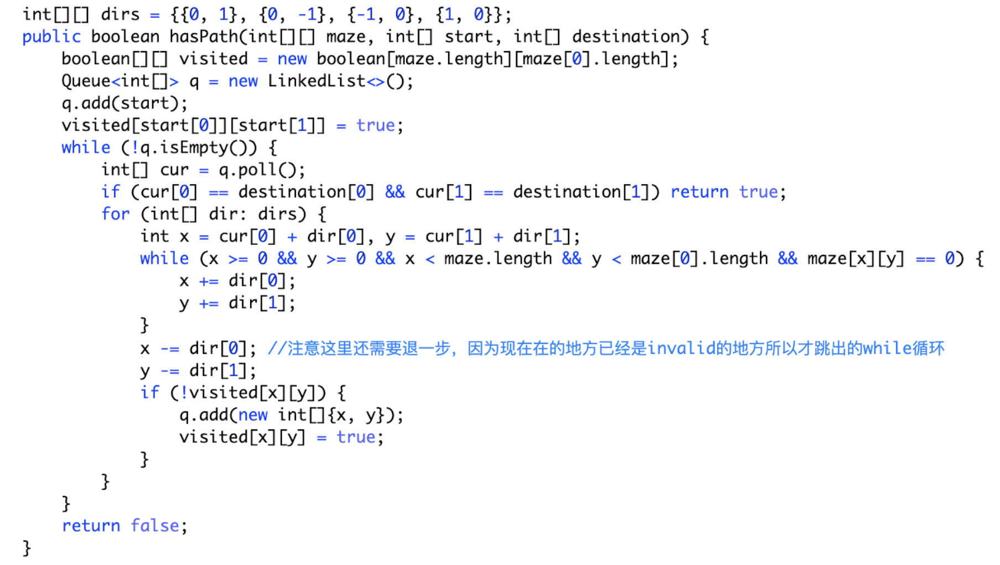 int[][] dirs = {{0, 1}, {0, -1}, {-1, 0}, {1, 0}};
public boolean hasPath(int[][] maze, int[] start, int[] destination) {
    boolean[][] visited = new boolean[maze.length][maze[0].length];
    Queue<int[]> q = new LinkedList<>();
    q.add(start);
    visited[start[0]][start[1]] = true;
    while (!q.isEmpty()) {
        int[] cur = q.poll();
        if (cur[0] == destination[0] && cur[1] == destination[1]) return true;
        for (int[] dir: dirs) {
            int x = cur[0] + dir[0], y = cur[1] + dir[1];
            while (x >= 0 && y >= 0 && x < maze.length && y < maze[0].length && maze[x][y] == 0) {
                x += dir[0];
                y += dir[1];
            }
            x -= dir[0]; //注意这里还需要退一步，因为现在在的地方已经是invalid的地方所以才跳出的while循环
            y -= dir[1];
            if (!visited[x][y]) {
                q.add(new int[]{x, y});
                visited[x][y] = true;
            }
        }
    }
    return false;
}